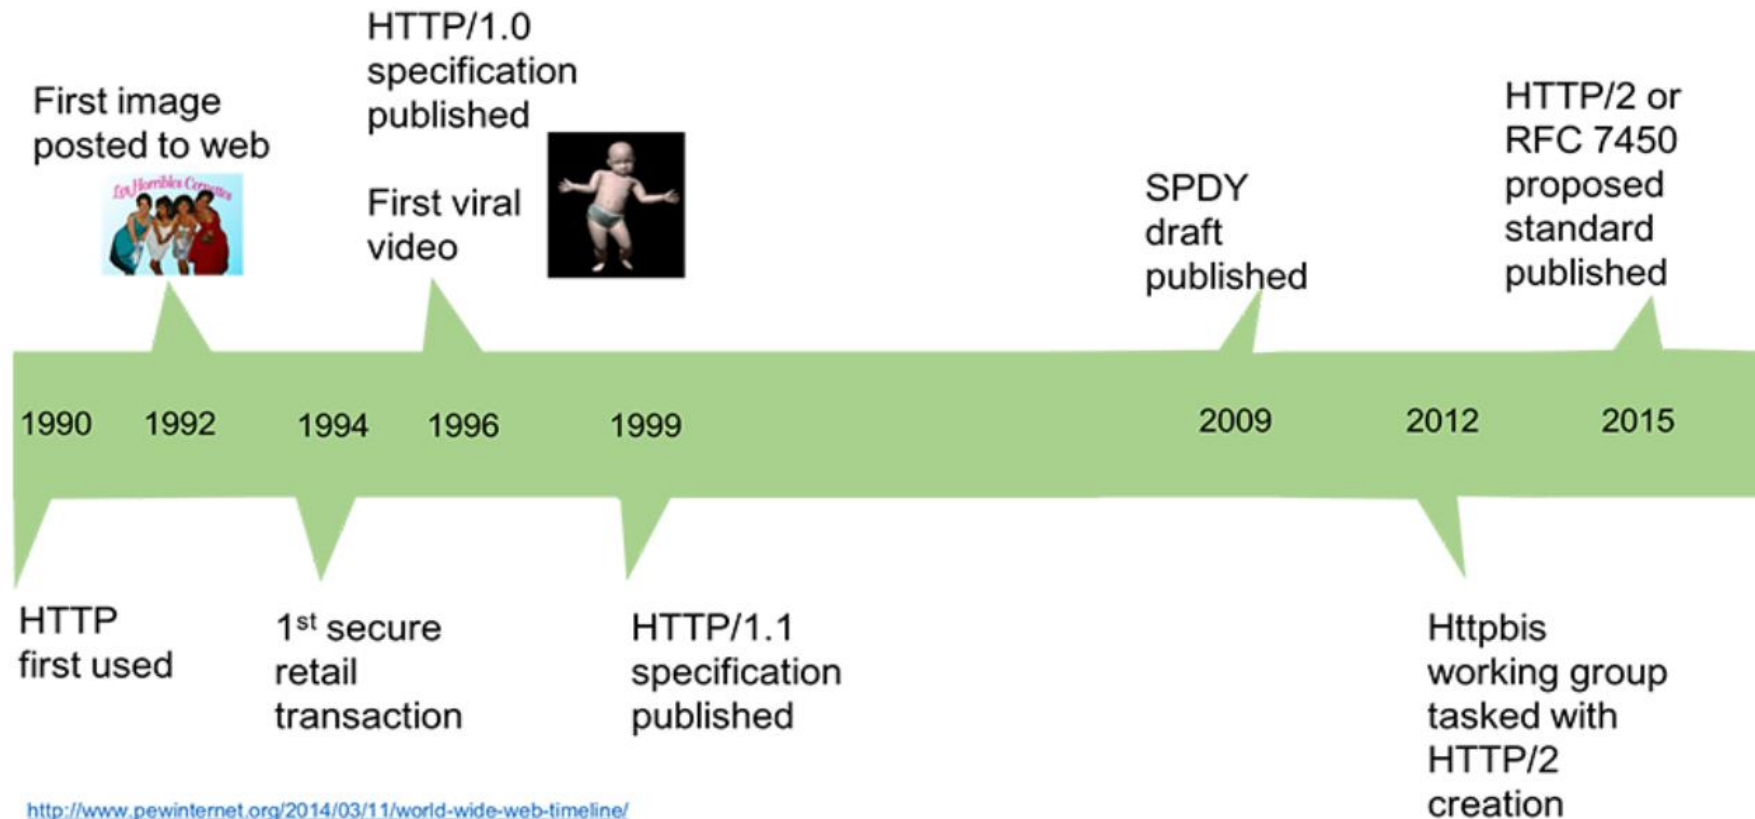 First image
posted to web
Les Horribles Cernettes
HTTP/1.0
specification
published
First viral
video
SPDY
draft
published
HTTP/2 or
RFC 7450
proposed
standard
published
1990 1992 1994 1996 1999 2009 2012 2015
HTTP
first used
1st secure
retail
transaction
HTTP/1.1
specification
published
Httpbis
working group
tasked with
HTTP/2
creation
http://www.pewinternet.org/2014/03/11/world-wide-web-timeline/